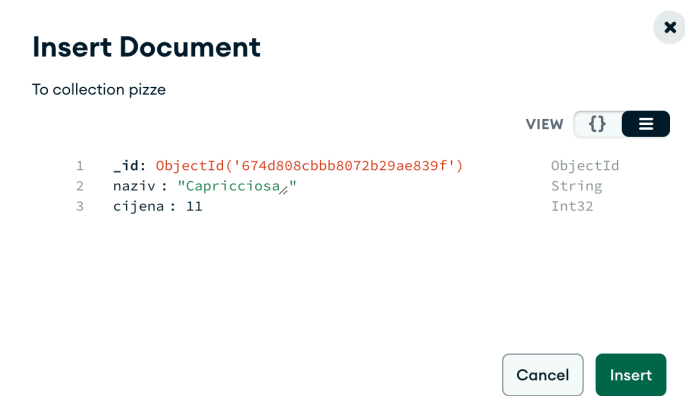 Insert Document
To collection pizze
VIEW {}
1 _id: ObjectId('674d808cbbb8072b29ae839f') ObjectId
2 naziv : "Capricciosa" String
3 cijena : 11 Int32
Cancel Insert